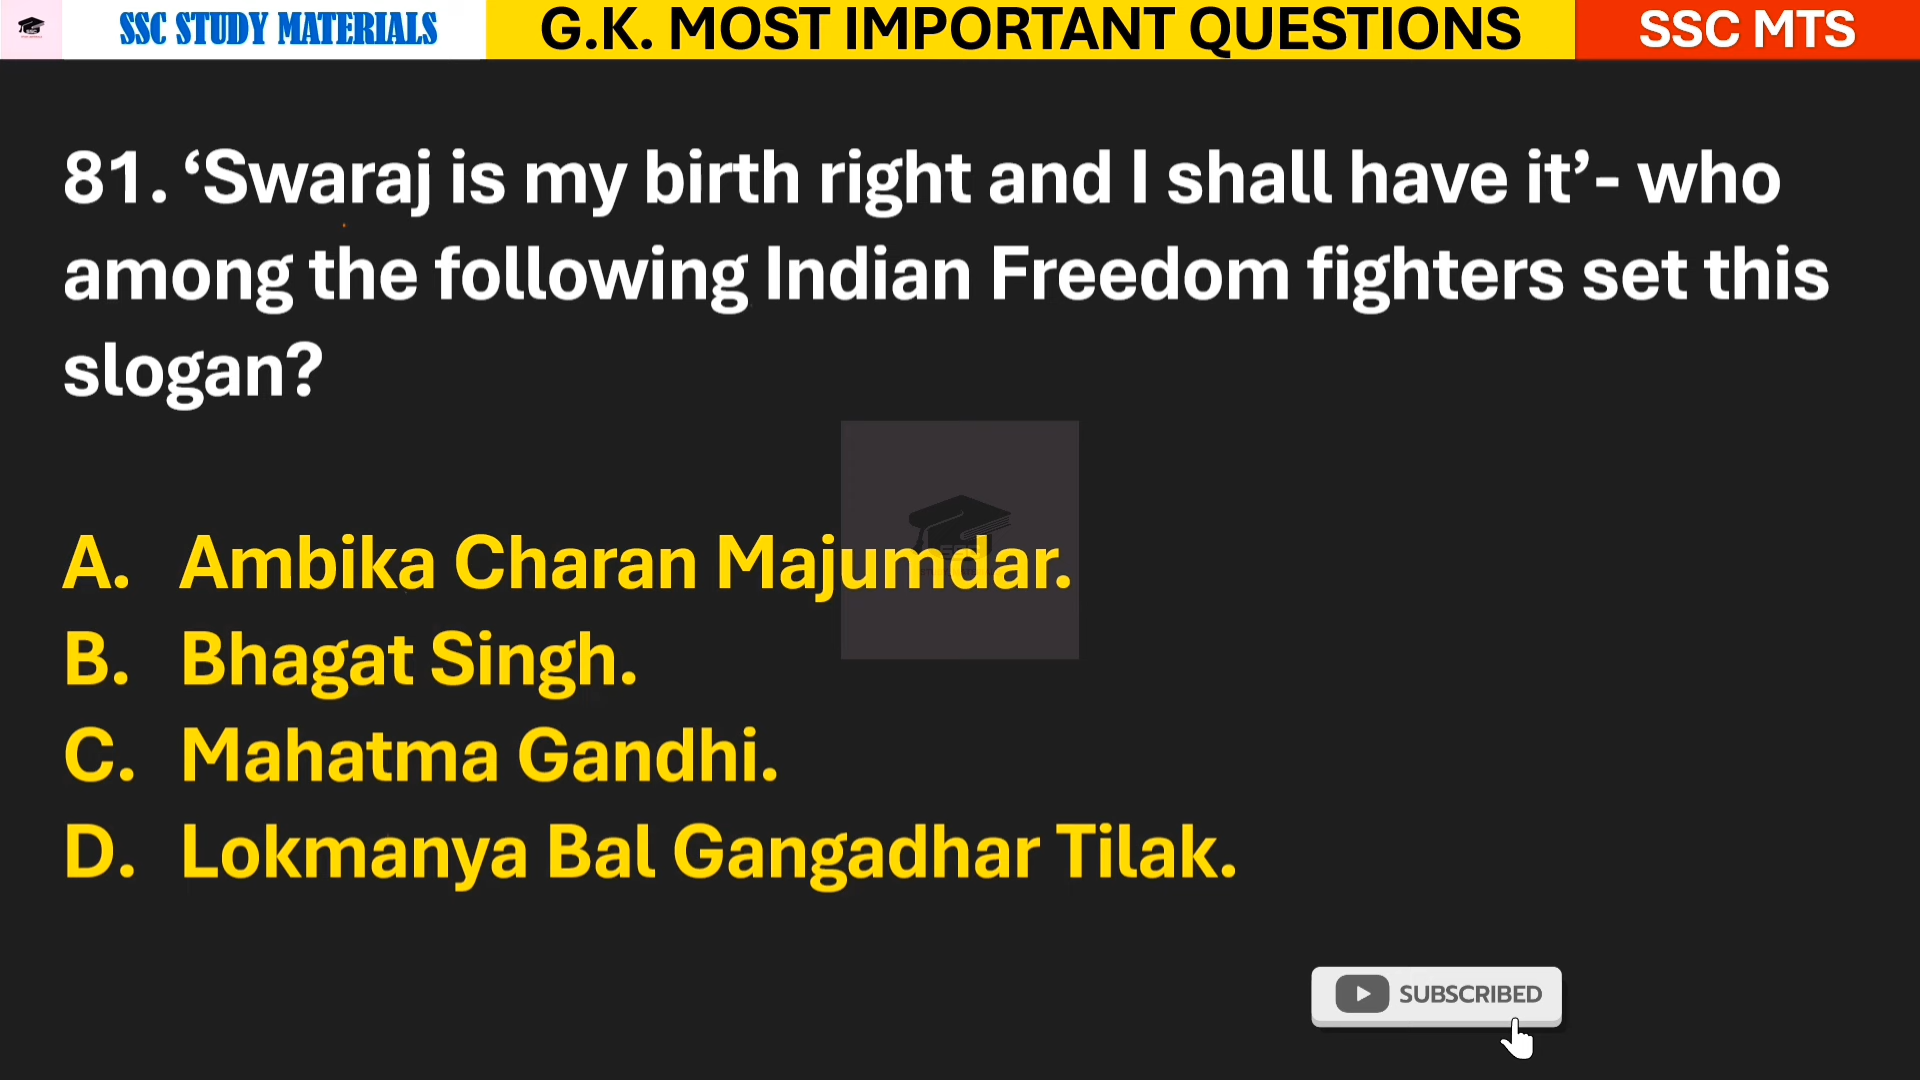 SSC STUDY MATERIALS
G.K. MOST IMPORTANT QUESTIONS
SSC MTS
81. ‘Swaraj is my birth right and I shall have it’- who
among the following Indian Freedom fighters set this
slogan?
A. Ambika Charan Majumdar.
B. Bhagat Singh.
C. Mahatma Gandhi.
D. Lokmanya Bal Gangadhar Tilak.
SUBSCRIBED